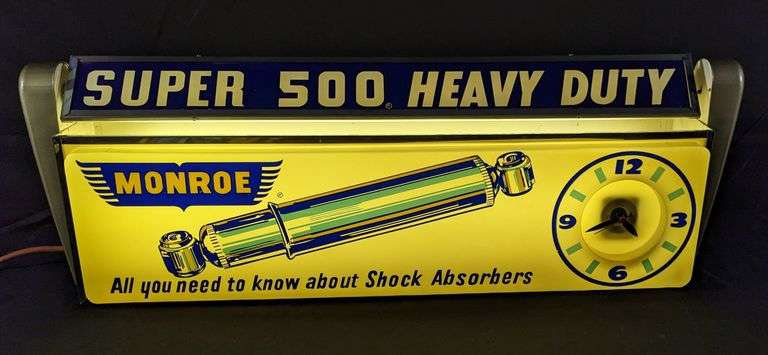 SUPER 500® HEAVY DUTY
MONROE®
All you need to know about Shock Absorbers
12
9 3
6